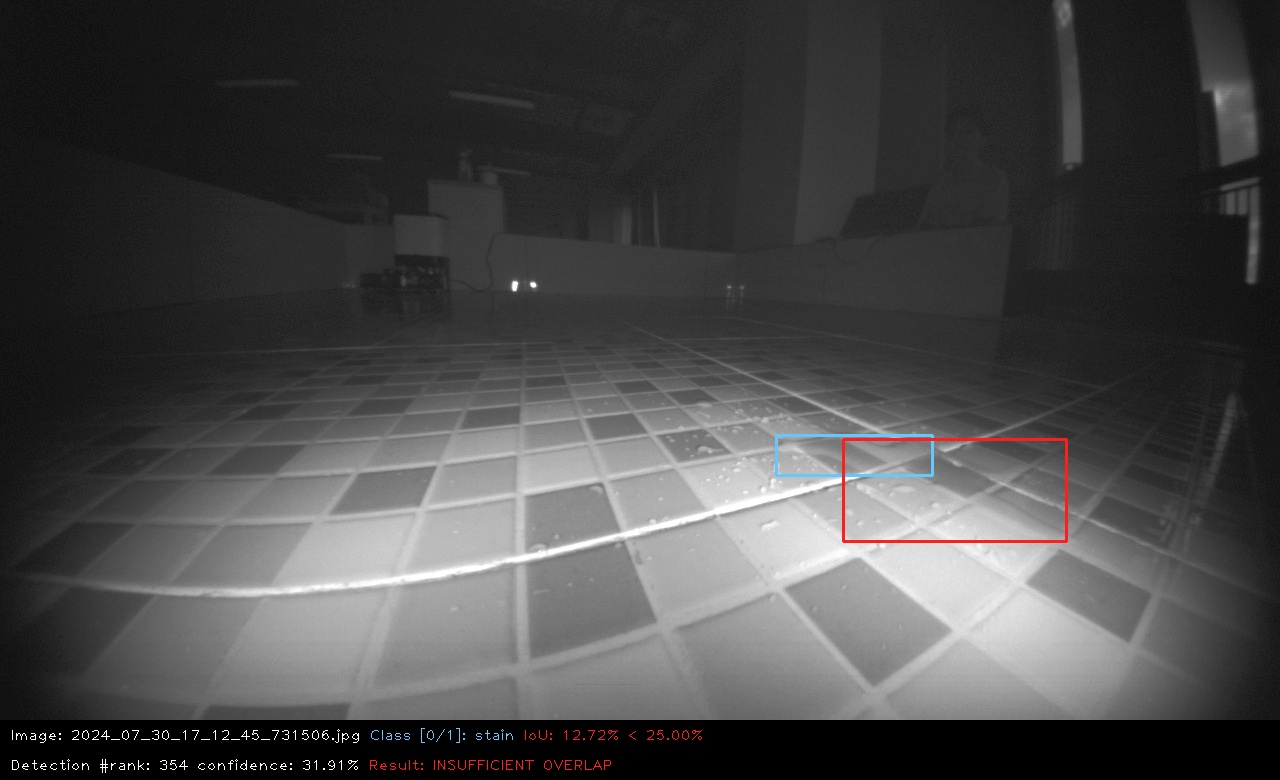 Image: 2024_07_30_17_12_45_731506.jpg Class [0/1]: stain IoU: 12.72% < 25.00%
Detection #rank: 354 confidence: 31.91% Result: INSUFFICIENT OVERLAP